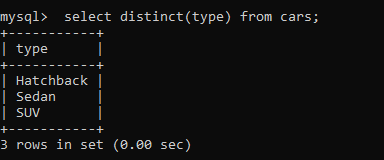 mysql>  select distinct(type) from cars;
+-----------+
| type      |
+-----------+
| Hatchback |
| Sedan     |
| SUV       |
+-----------+
3 rows in set (0.00 sec)